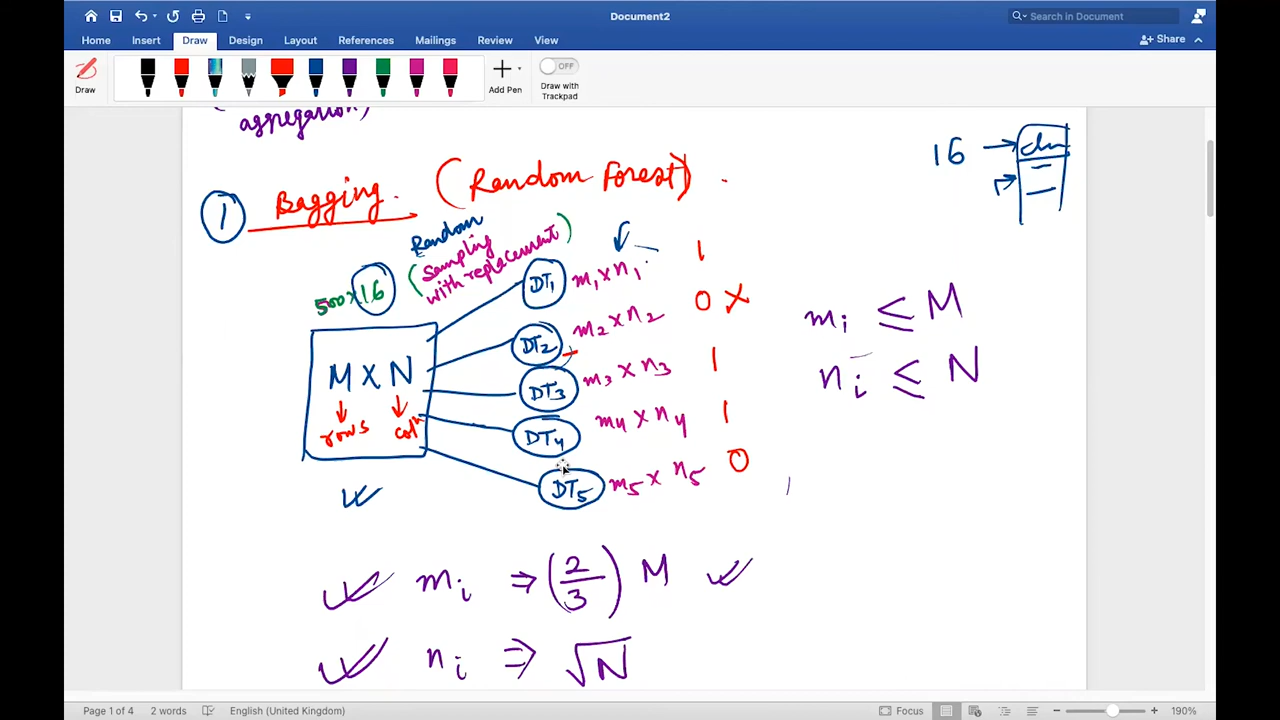 Document2
Search in Document
Home Insert Draw Design Layout References Mailings Review View
Share
Draw
Add Pen
OFF
Draw with
Trackpad
aggregation)
16
1 Bagging. (Random Forest)
Random
(Sampling
with replacement)
500×16
M X N
rows
DT1 m1 x n1 1
DT2 m2 x n2 0 X
DT3 m3 x n3 1
DT4 m4 x n4 1
DT5 m5 x n5 0
mi ≤ M
ni ≤ N
mi ⇒ (2/3) M
ni ⇒ √N
Page 1 of 4 2 words English (United Kingdom) Focus 190%